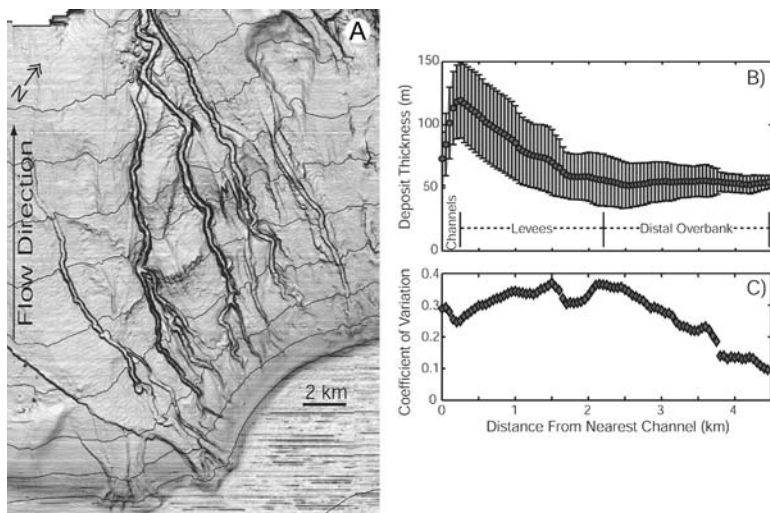 A
N
Flow Direction
2 km
B)
Deposit Thickness (m)
150
100
50
0
Channels
Levees
Distal Overbank
C)
Coefficient of Variation
0.4
0.3
0.2
0.1
0
0 1 2 3 4
Distance From Nearest Channel (km)